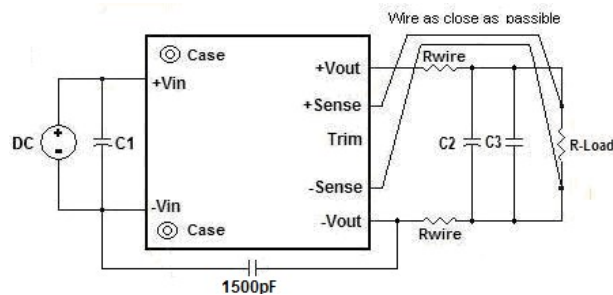 Wire as close as passible
Case
+Vin
+Vout
Rwire
+Sense
DC
C1
Trim
C2
C3
R-Load
-Sense
-Vin
Case
-Vout
Rwire
1500pF